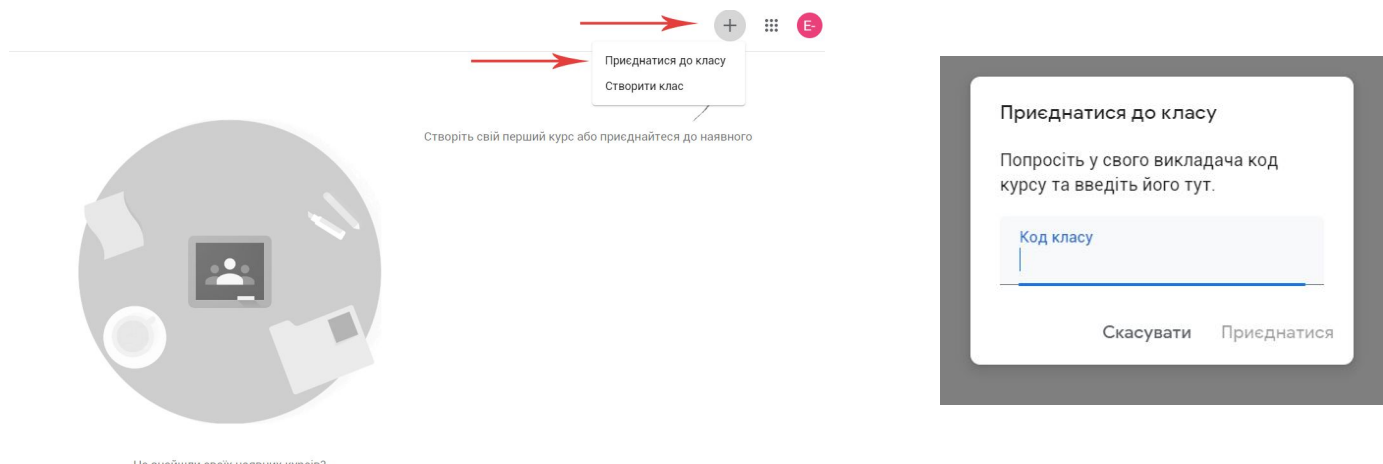 E-
Приєднатися до класу
Створити клас
Створіть свій перший курс або приєднайтеся до наявного
Приєднатися до класу
Попросіть у свого викладача код
курсу та введіть його тут.
Код класу
Скасувати Приєднатися